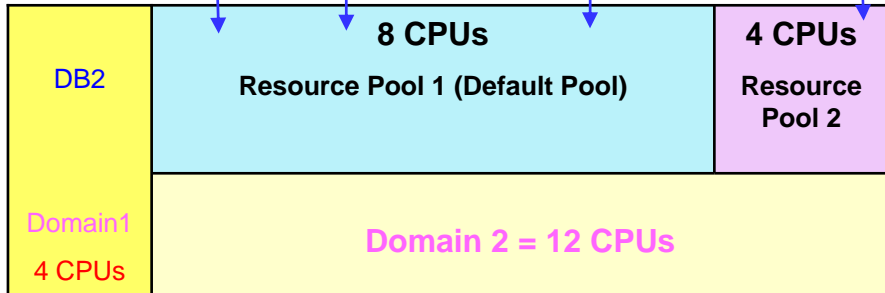 DB2
Domain1
4 CPUs
8 CPUs
Resource Pool 1 (Default Pool)
4 CPUs
Resource
Pool 2
Domain 2 = 12 CPUs